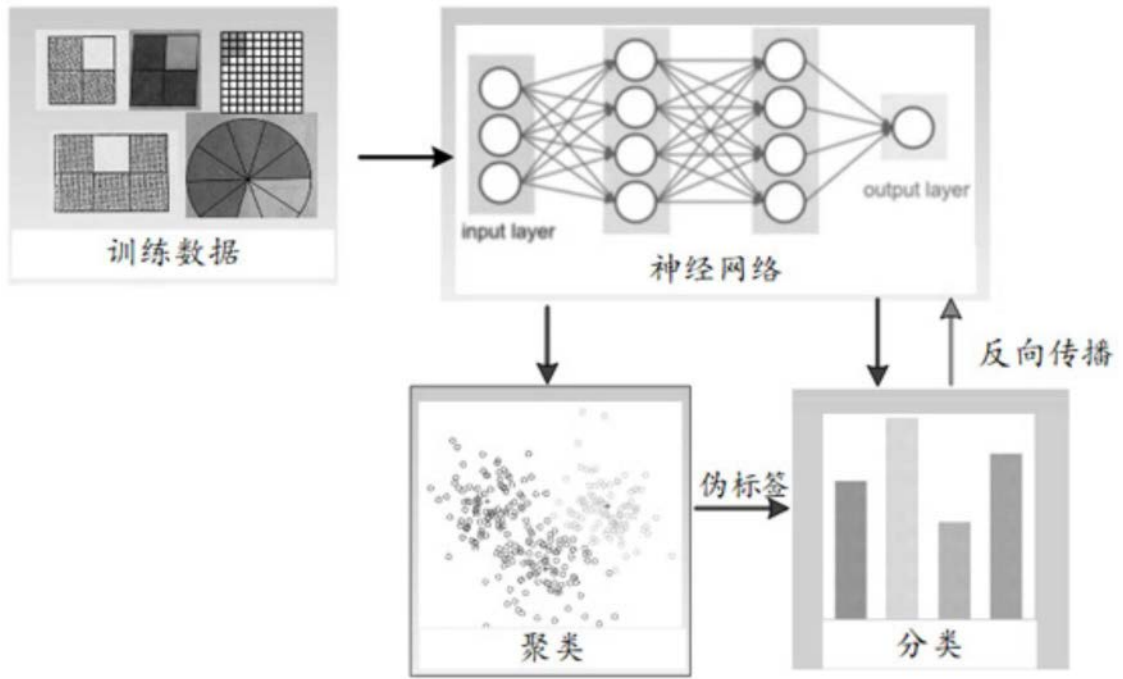 训练数据
input layer
output layer
神经网络
反向传播
伪标签
聚类
分类